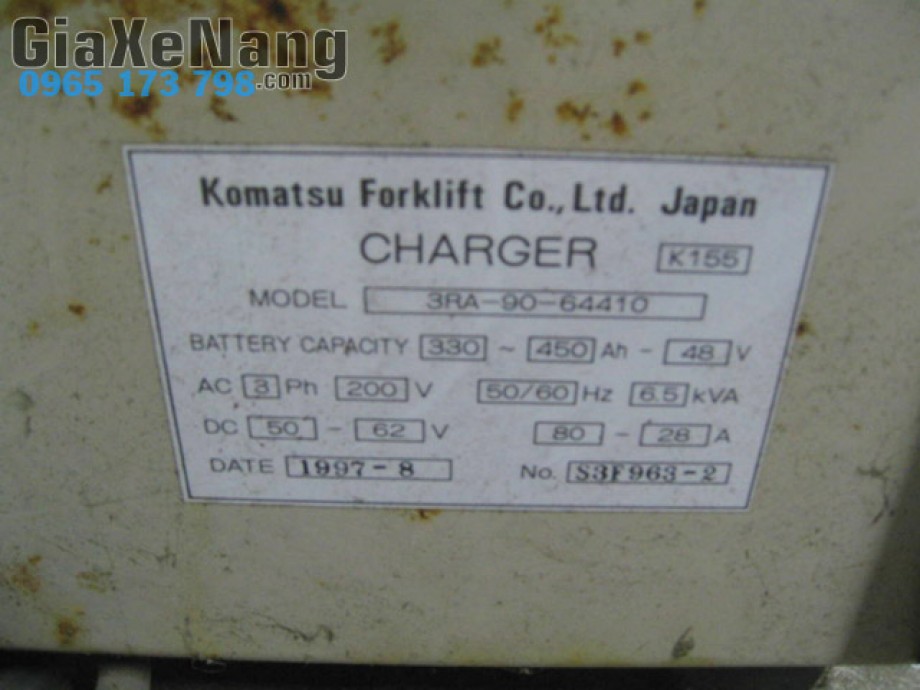 GiaXeNang
0965 173 798.com
Komatsu Forklift Co., Ltd. Japan
CHARGER K155
MODEL 3RA-90-64410
BATTERY CAPACITY 330 ~ 450 Ah - 48 V
AC 3 Ph 200 V 50/60 Hz 6.5 kVA
DC 50 - 62 V 80 - 28 A
DATE 1997-8 No. S3F963-2